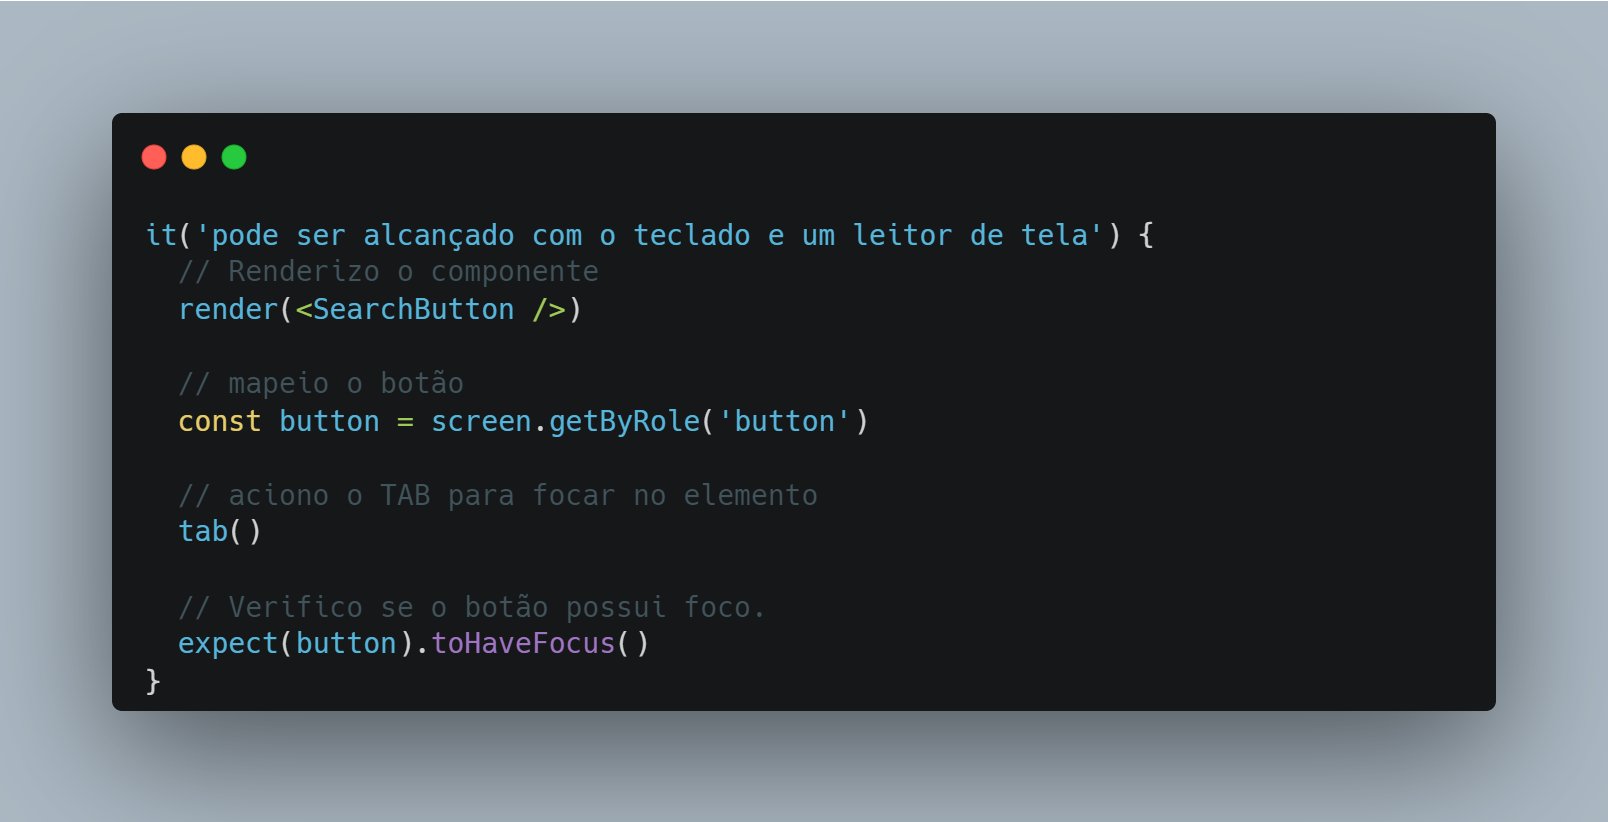 it('pode ser alcançado com o teclado e um leitor de tela') {
  // Renderizo o componente
  render(<SearchButton />)

  // mapeio o botão
  const button = screen.getByRole('button')

  // aciono o TAB para focar no elemento
  tab()

  // Verifico se o botão possui foco.
  expect(button).toHaveFocus()
}